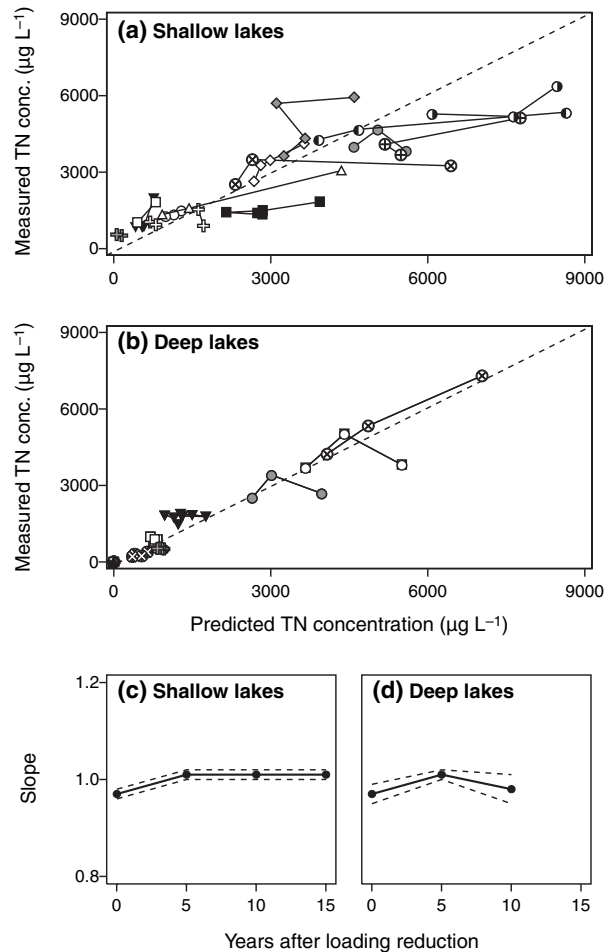 (a) Shallow lakes
Measured TN conc. (µg L⁻¹)
9000
6000
3000
0
0 3000 6000 9000
(b) Deep lakes
Measured TN conc. (µg L⁻¹)
9000
6000
3000
0
0 3000 6000 9000
Predicted TN concentration (µg L⁻¹)
(c) Shallow lakes (d) Deep lakes
Slope
1.2
1.0
0.8
0 5 10 15 0 5 10 15
Years after loading reduction